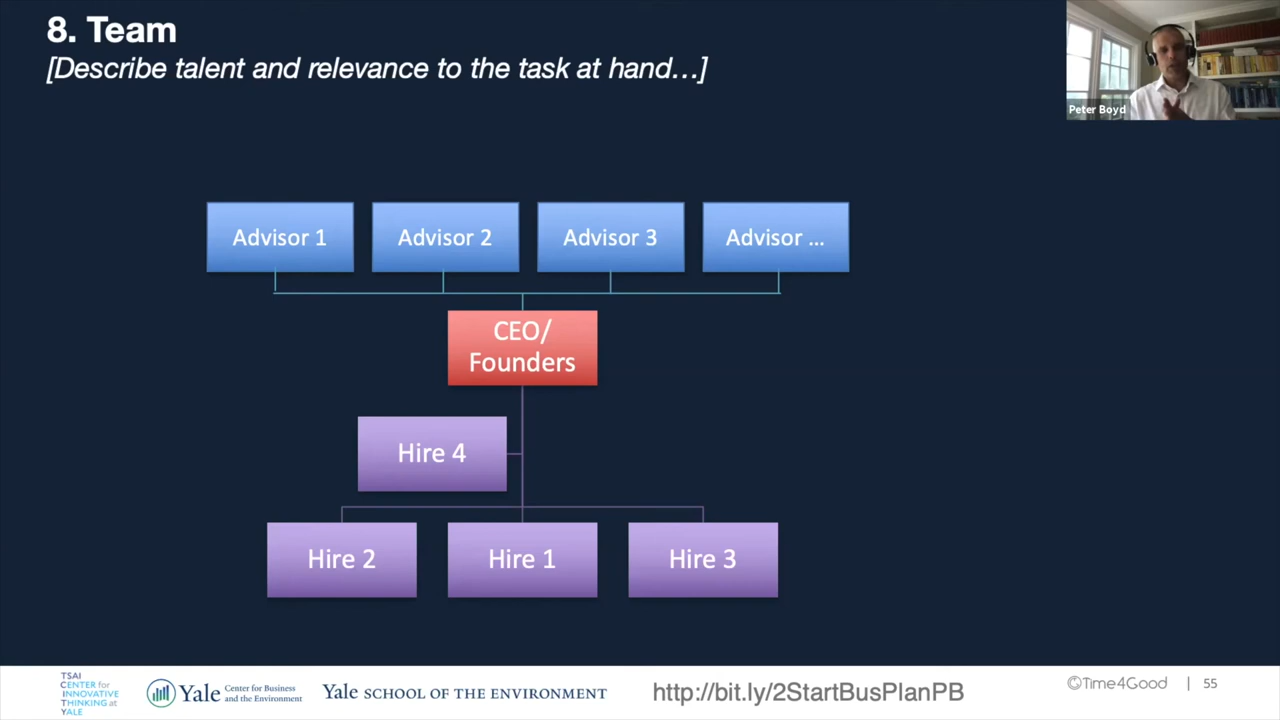 8. Team
[Describe talent and relevance to the task at hand...]
Peter Boyd
Advisor 1
Advisor 2
Advisor 3
Advisor ...
CEO/
Founders
Hire 4
Hire 2
Hire 1
Hire 3
TSAI
CENTER for
INNOVATIVE
THINKING at
YALE
Yale Center for Business
and the Environment
Yale SCHOOL OF THE ENVIRONMENT
http://bit.ly/2StartBusPlanPB
©Time4Good | 55